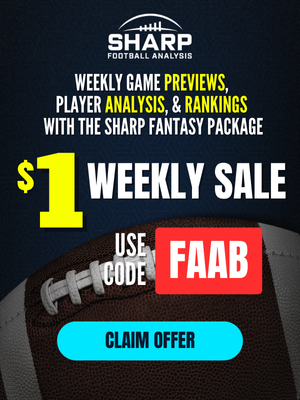 SHARP
FOOTBALL ANALYSIS
WEEKLY GAME PREVIEWS,
PLAYER ANALYSIS, & RANKINGS
WITH THE SHARP FANTASY PACKAGE
$1 WEEKLY SALE
USE
CODE
FAAB
CLAIM OFFER